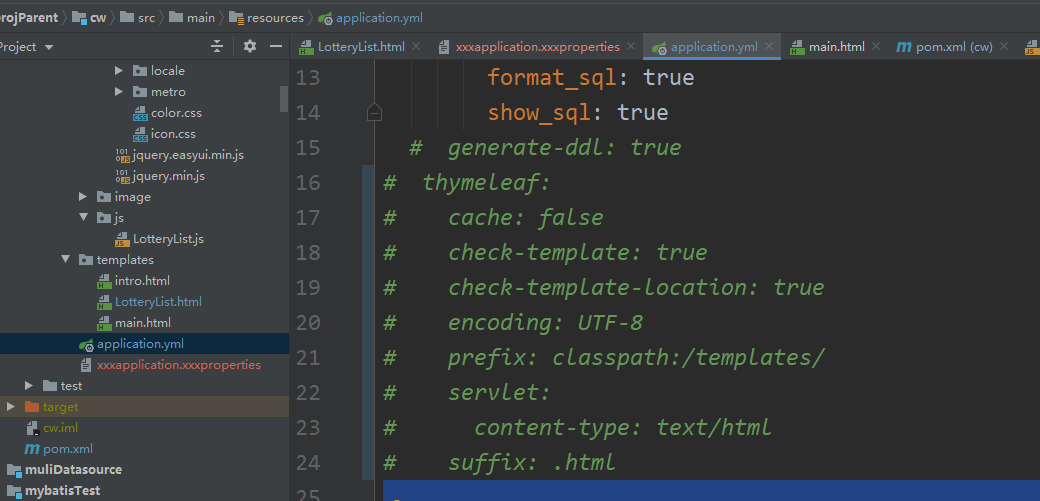 rojParent cw src main resources application.yml
Project
LotteryList.html xxxapplication.xxxproperties application.yml main.html pom.xml (cw)
locale
metro
color.css
icon.css
jquery.easyui.min.js
jquery.min.js
image
js
LotteryList.js
templates
intro.html
LotteryList.html
main.html
application.yml
xxxapplication.xxxproperties
test
target
cw.iml
pom.xml
muliDatasource
mybatisTest
13 format_sql: true
14 show_sql: true
15 # generate-ddl: true
16 # thymeleaf:
17 # cache: false
18 # check-template: true
19 # check-template-location: true
20 # encoding: UTF-8
21 # prefix: classpath:/templates/
22 # servlet:
23 # content-type: text/html
24 # suffix: .html
25